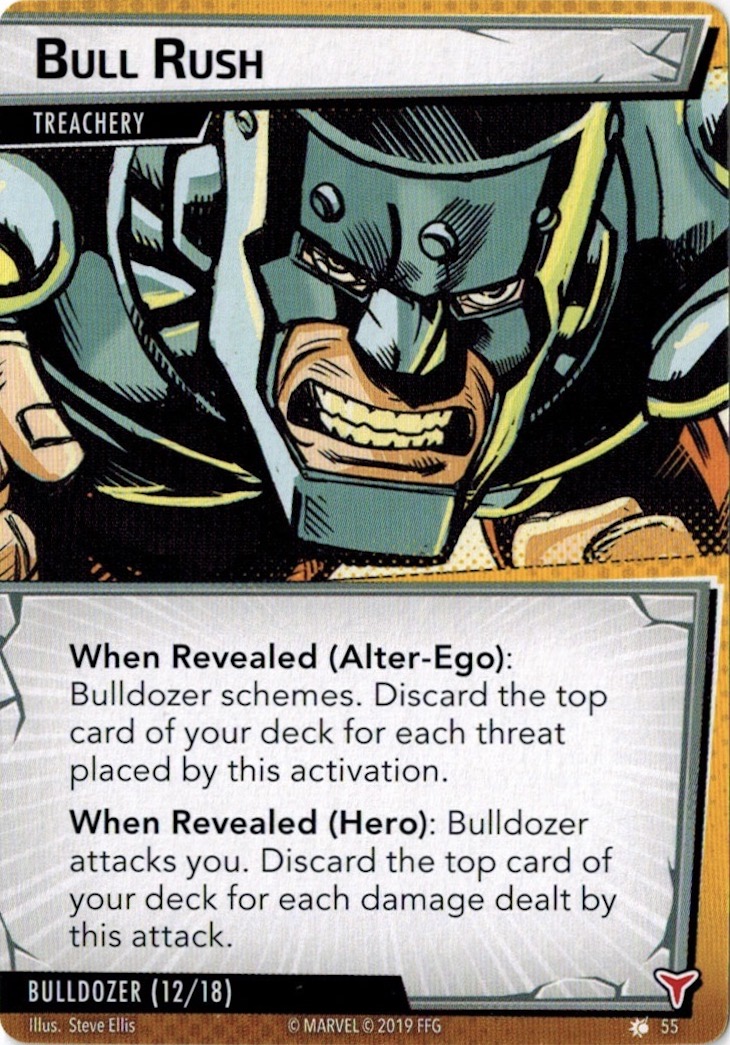 BULL RUSH
TREACHERY
When Revealed (Alter-Ego):
Bulldozer schemes. Discard the top
card of your deck for each threat
placed by this activation.
When Revealed (Hero): Bulldozer
attacks you. Discard the top card of
your deck for each damage dealt by
this attack.
BULLDOZER (12/18)
Illus. Steve Ellis
© MARVEL © 2019 FFG
55